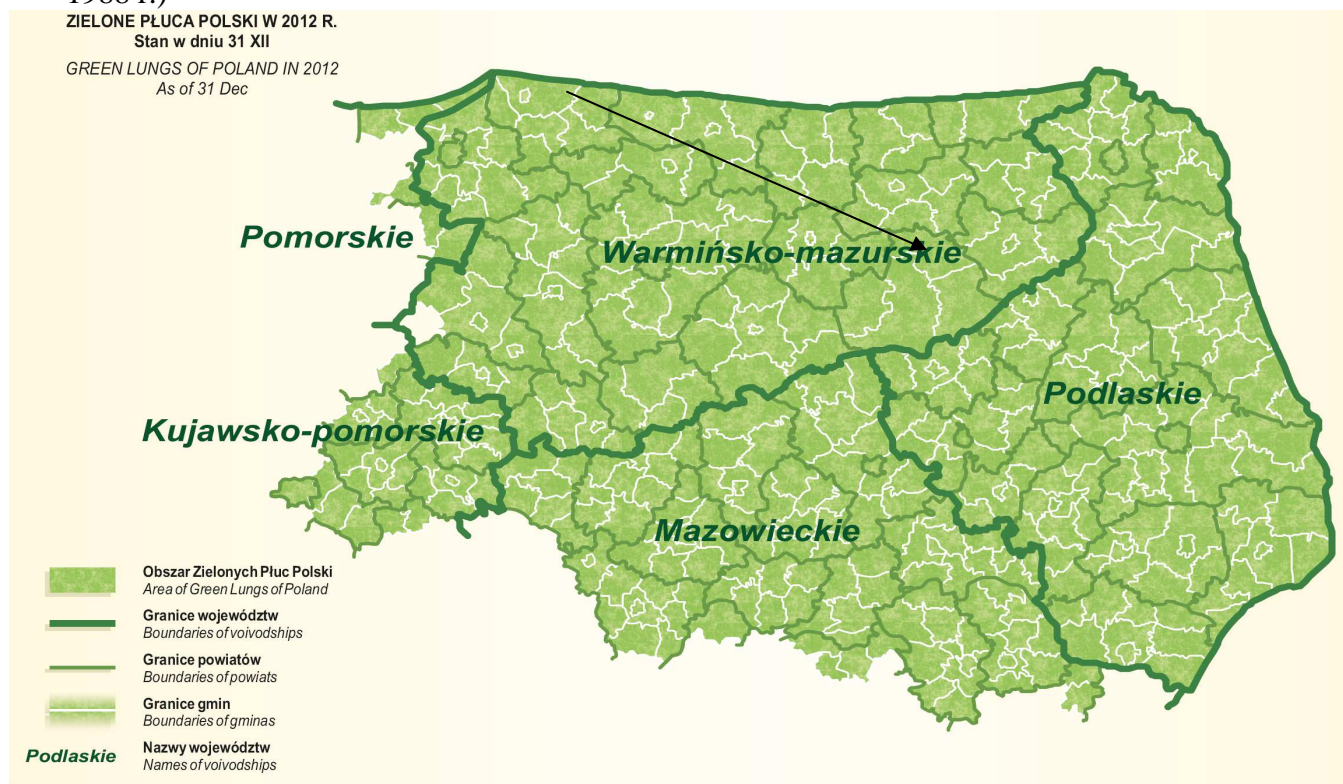 1988 r.)
ZIELONE PŁUCA POLSKI W 2012 R.
Stan w dniu 31 XII
GREEN LUNGS OF POLAND IN 2012
As of 31 Dec
Pomorskie
Warmińsko-mazurskie
Podlaskie
Kujawsko-pomorskie
Mazowieckie
Obszar Zielonych Płuc Polski
Area of Green Lungs of Poland
Granice województw
Boundaries of voivodships
Granice powiatów
Boundaries of powiats
Granice gmin
Boundaries of gminas
Podlaskie Nazwy województw
Names of voivodships